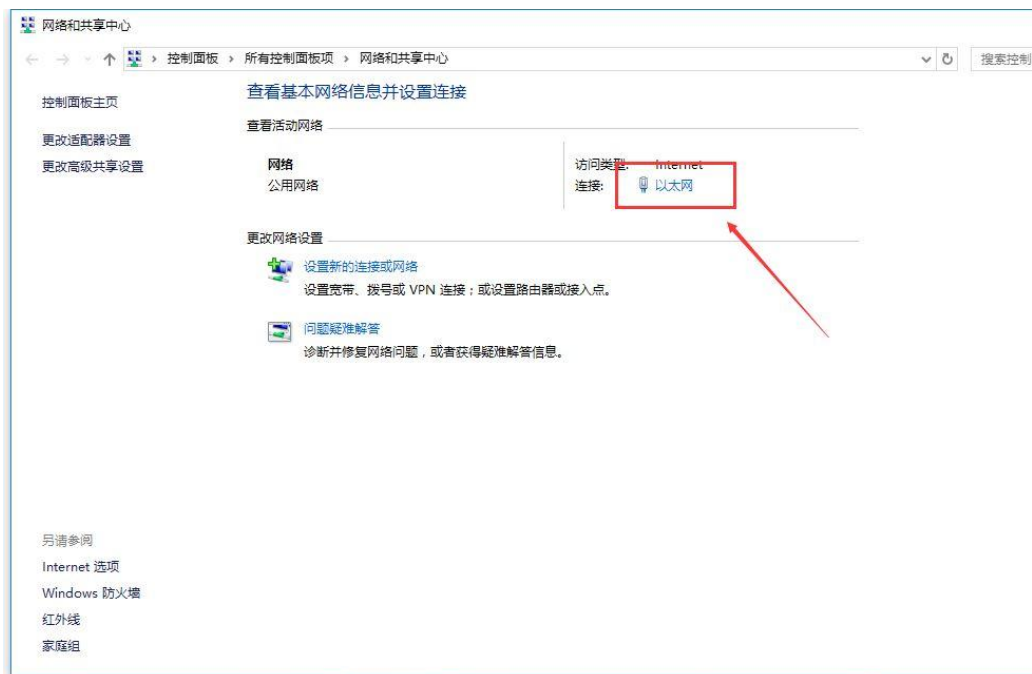 网络和共享中心
控制面板 › 所有控制面板项 › 网络和共享中心
搜索控制
控制面板主页
更改适配器设置
更改高级共享设置
查看基本网络信息并设置连接
查看活动网络
网络
公用网络
访问类型: Internet
连接: 以太网
更改网络设置
设置新的连接或网络
设置宽带、拨号或 VPN 连接；或设置路由器或接入点。
问题疑难解答
诊断并修复网络问题，或者获得疑难解答信息。
另请参阅
Internet 选项
Windows 防火墙
红外线
家庭组